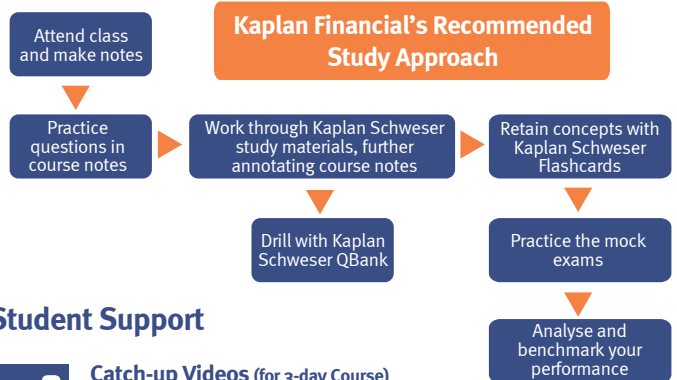 Attend class
and make notes
Kaplan Financial's Recommended
Study Approach
Practice
questions in
course notes
Work through Kaplan Schweser
study materials, further
annotating course notes
Retain concepts with
Kaplan Schweser
Flashcards
Drill with Kaplan
Schweser QBank
Practice the mock
exams
Analyse and
benchmark your
performance
Student Support
Catch-up Videos (for 3-day Course)